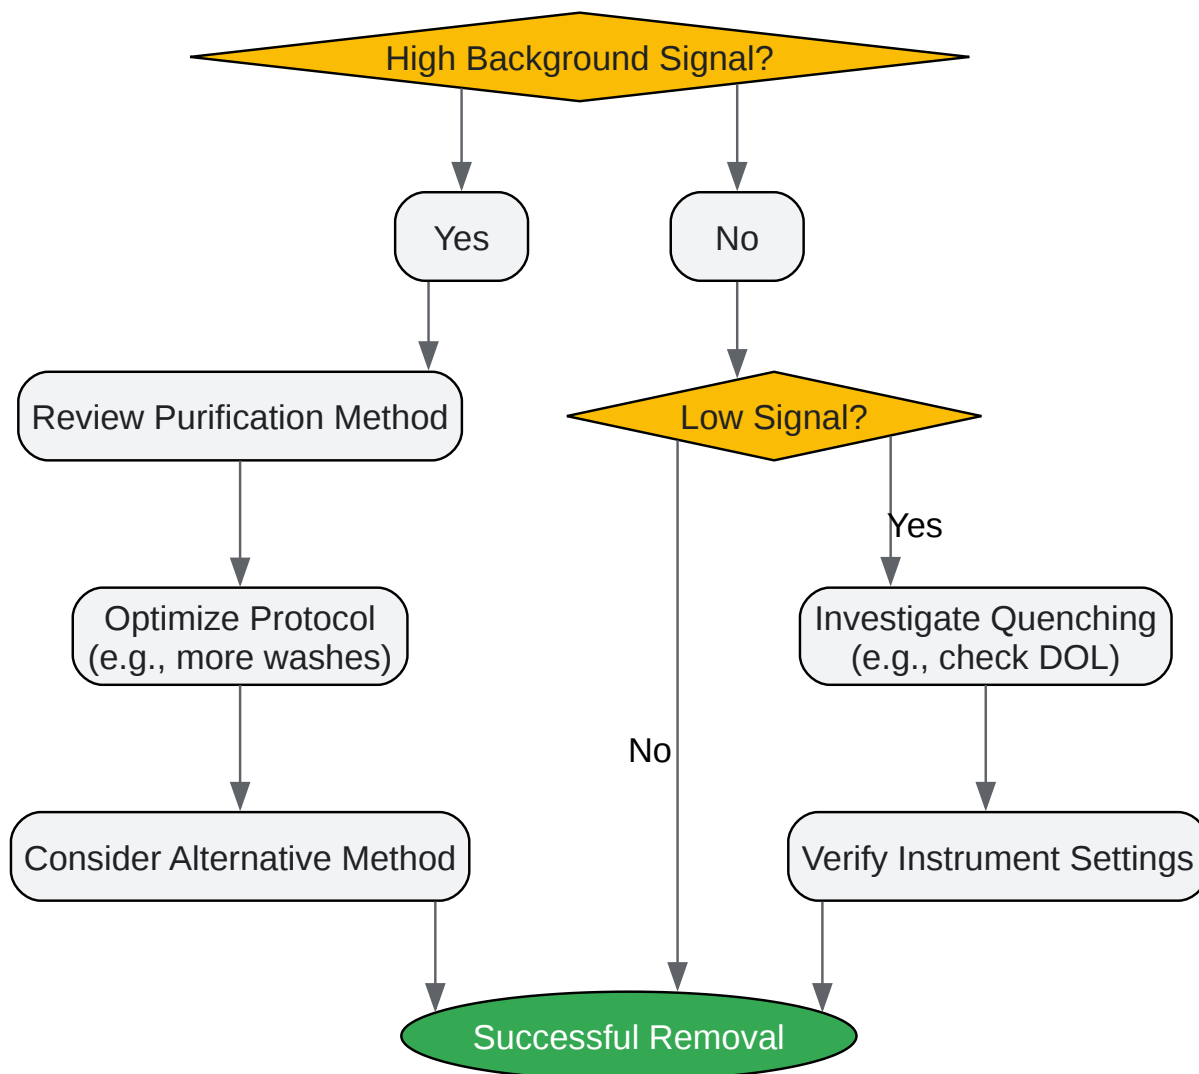 High Background Signal?
Yes
No
Review Purification Method
Low Signal?
Yes
Optimize Protocol
(e.g., more washes)
Investigate Quenching
(e.g., check DOL)
No
Consider Alternative Method
Verify Instrument Settings
Successful Removal